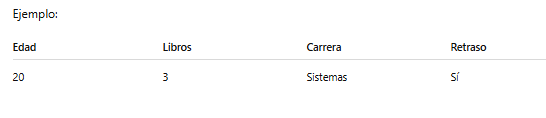 Ejemplo:
Edad Libros Carrera Retraso
20 3 Sistemas Sí